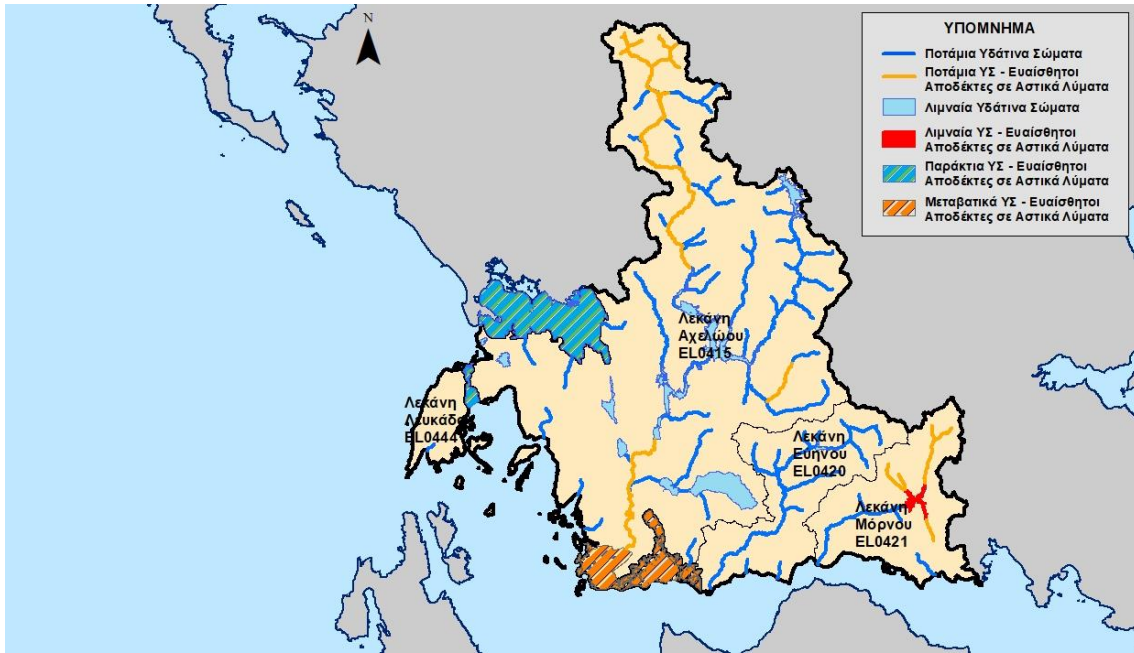 N
ΥΠΟΜΝΗΜΑ
Ποτάμια Υδάτινα Σώματα
Ποτάμια ΥΣ - Ευαίσθητοι
Αποδέκτες σε Αστικά Λύματα
Λιμναία Υδάτινα Σώματα
Λιμναία ΥΣ - Ευαίσθητοι
Αποδέκτες σε Αστικά Λύματα
Παράκτια ΥΣ - Ευαίσθητοι
Αποδέκτες σε Αστικά Λύματα
Μεταβατικά ΥΣ - Ευαίσθητοι
Αποδέκτες σε Αστικά Λύματα
Λεκάνη
Αχελώου
EL0415
Λεκάνη
Λευκάδας
EL0444
Λεκάνη
Ευήνου
EL0420
Λεκάνη
Μόρνου
EL0421